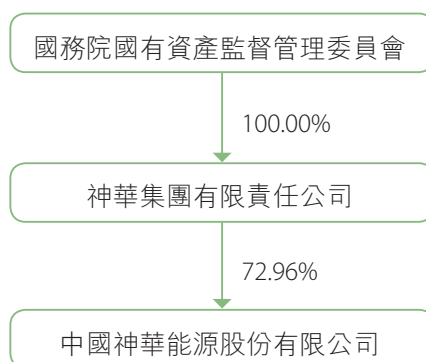 國務院國有資產監督管理委員會
100.00%
神華集團有限責任公司
72.96%
中國神華能源股份有限公司